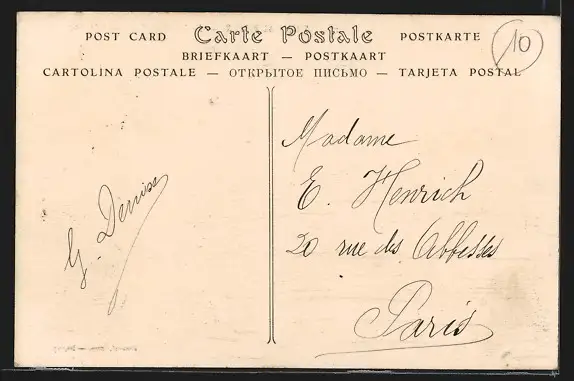 POST CARD Carte Postale POSTKARTE
BRIEFKAART — POSTKAART
CARTOLINA POSTALE — ОТКРЫТОЕ ПИСЬМО — TARJETA POSTAL
10
Madame
E. Henrich
20 rue des Abbesses
Paris
G. Denise